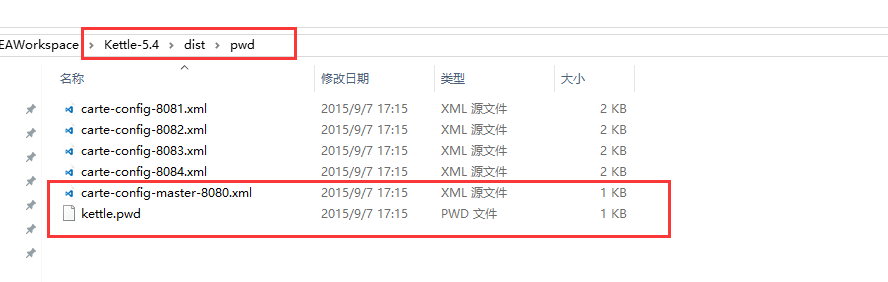 EAWorkspace > Kettle-5.4 > dist > pwd
名称 修改日期 类型 大小
carte-config-8081.xml 2015/9/7 17:15 XML 源文件 2 KB
carte-config-8082.xml 2015/9/7 17:15 XML 源文件 2 KB
carte-config-8083.xml 2015/9/7 17:15 XML 源文件 2 KB
carte-config-8084.xml 2015/9/7 17:15 XML 源文件 2 KB
carte-config-master-8080.xml 2015/9/7 17:15 XML 源文件 1 KB
kettle.pwd 2015/9/7 17:15 PWD 文件 1 KB